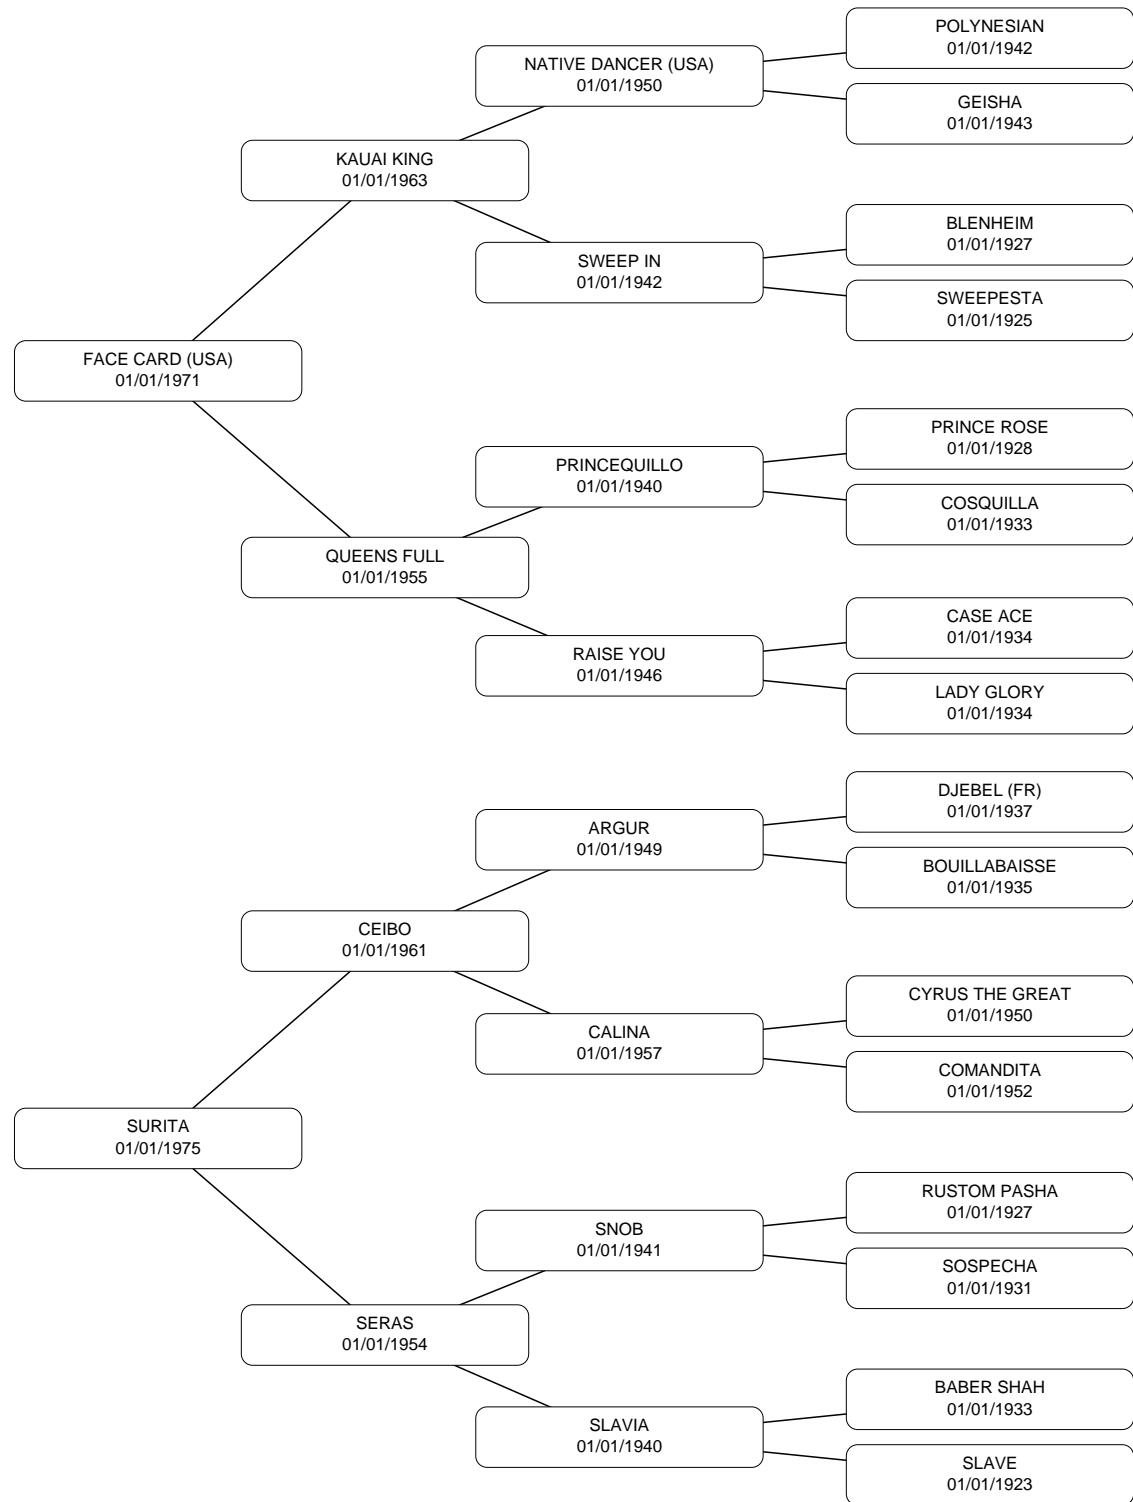 POLYNESIAN
01/01/1942
NATIVE DANCER (USA)
01/01/1950
GEISHA
01/01/1943
KAUAI KING
01/01/1963
BLENHEIM
01/01/1927
SWEEP IN
01/01/1942
SWEEPESTA
01/01/1925
FACE CARD (USA)
01/01/1971
PRINCE ROSE
01/01/1928
PRINCEQUILLO
01/01/1940
COSQUILLA
01/01/1933
QUEENS FULL
01/01/1955
CASE ACE
01/01/1934
RAISE YOU
01/01/1946
LADY GLORY
01/01/1934
DJEBEL (FR)
01/01/1937
ARGUR
01/01/1949
BOUILLABAISSE
01/01/1935
CEIBO
01/01/1961
CYRUS THE GREAT
01/01/1950
CALINA
01/01/1957
COMANDITA
01/01/1952
SURITA
01/01/1975
RUSTOM PASHA
01/01/1927
SNOB
01/01/1941
SOSPECHA
01/01/1931
SERAS
01/01/1954
BABER SHAH
01/01/1933
SLAVIA
01/01/1940
SLAVE
01/01/1923